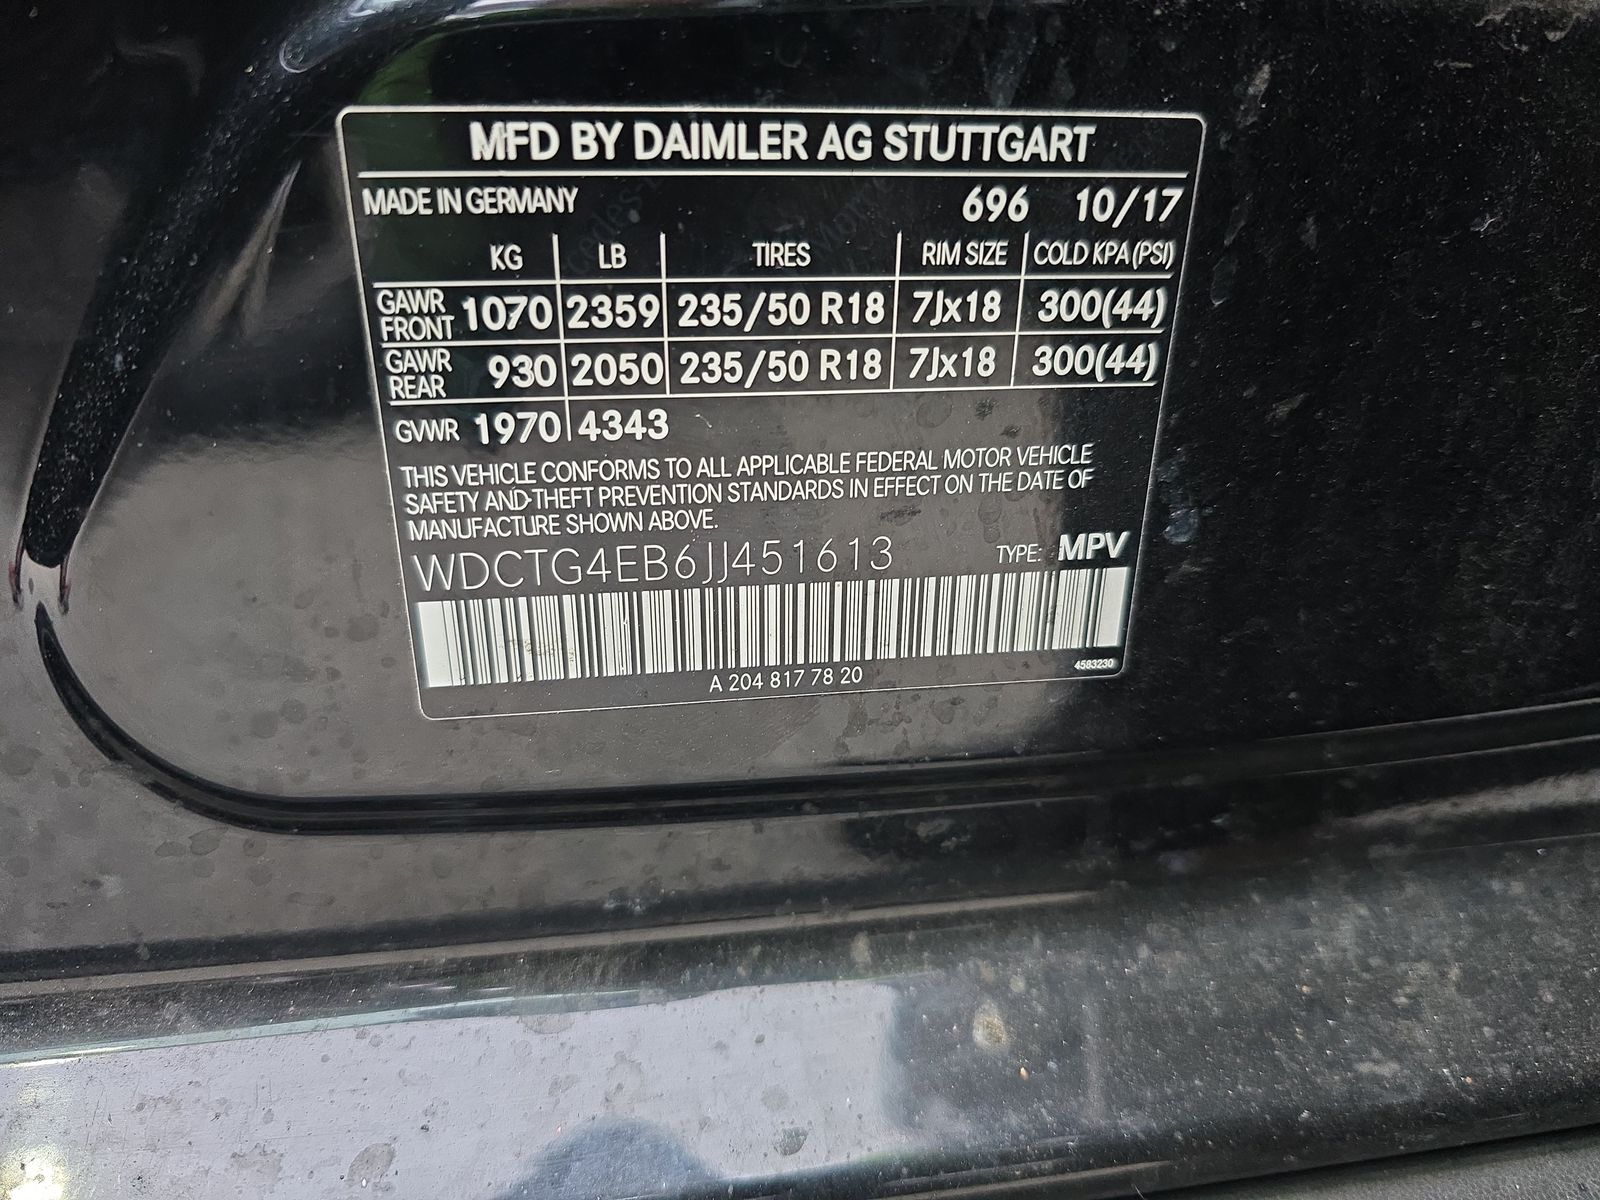 MFD BY DAIMLER AG STUTTGART
MADE IN GERMANY 696 10/17
KG LB TIRES RIM SIZE COLD KPA (PSI)
GAWR FRONT 1070 2359 235/50 R18 7Jx18 300(44)
GAWR REAR 930 2050 235/50 R18 7Jx18 300(44)
GVWR 1970 4343
THIS VEHICLE CONFORMS TO ALL APPLICABLE FEDERAL MOTOR VEHICLE
SAFETY AND THEFT PREVENTION STANDARDS IN EFFECT ON THE DATE OF
MANUFACTURE SHOWN ABOVE.
WDCTG4EB6JJ451613 TYPE: MPV
4583230
A 204 817 78 20